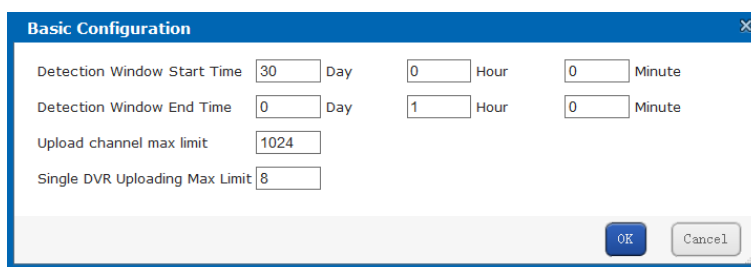 Basic Configuration
Detection Window Start Time 30 Day 0 Hour 0 Minute
Detection Window End Time 0 Day 1 Hour 0 Minute
Upload channel max limit 1024
Single DVR Uploading Max Limit 8
OK Cancel